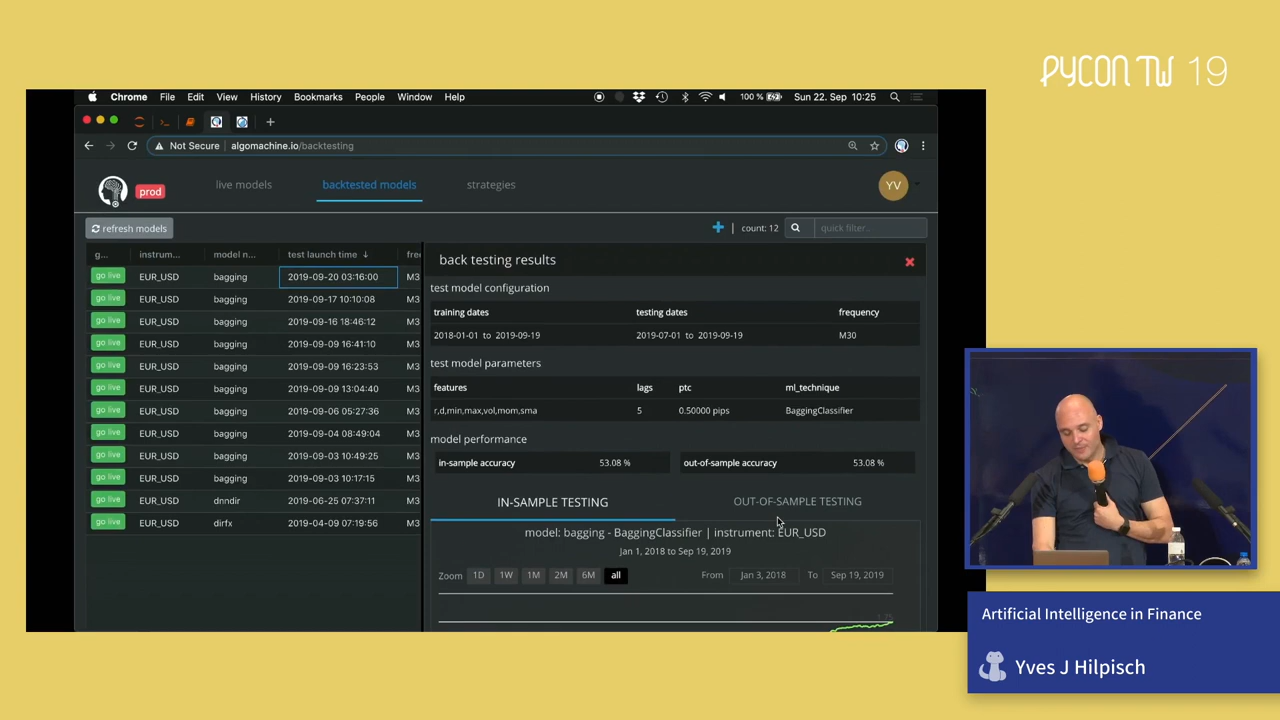 PYCON TW 19
Chrome File Edit View History Bookmarks People Window Help 100 % Sun 22. Sep 10:25
Not Secure algomachine.io/backtesting
prod live models backtested models strategies YV
refresh models + | count: 12 quick filter...
g... instrum... model n... test launch time ↓ fre
go live EUR_USD bagging 2019-09-20 03:16:00 M3
go live EUR_USD bagging 2019-09-17 10:10:08 M3
go live EUR_USD bagging 2019-09-16 18:46:12 M3
go live EUR_USD bagging 2019-09-09 16:41:10 M3
go live EUR_USD bagging 2019-09-09 16:23:53 M3
go live EUR_USD bagging 2019-09-09 13:04:40 M3
go live EUR_USD bagging 2019-09-06 05:27:36 M3
go live EUR_USD bagging 2019-09-04 08:49:04 M3
go live EUR_USD bagging 2019-09-03 10:49:25 M3
go live EUR_USD bagging 2019-09-03 10:17:15 M3
go live EUR_USD dnndir 2019-06-25 07:37:11 M3
go live EUR_USD dirfx 2019-04-09 07:19:56 M3
back testing results
test model configuration
training dates testing dates frequency
2018-01-01 to 2019-09-19 2019-07-01 to 2019-09-19 M30
test model parameters
features lags ptc ml_technique
r,d,min,max,vol,mom,sma 5 0.50000 pips BaggingClassifier
model performance
in-sample accuracy 53.08 % out-of-sample accuracy 53.08 %
IN-SAMPLE TESTING OUT-OF-SAMPLE TESTING
model: bagging - BaggingClassifier | instrument: EUR_USD
Jan 1, 2018 to Sep 19, 2019
Zoom 1D 1W 1M 2M 6M all From Jan 3, 2018 To Sep 19, 2019
Artificial Intelligence in Finance
Yves J Hilpisch